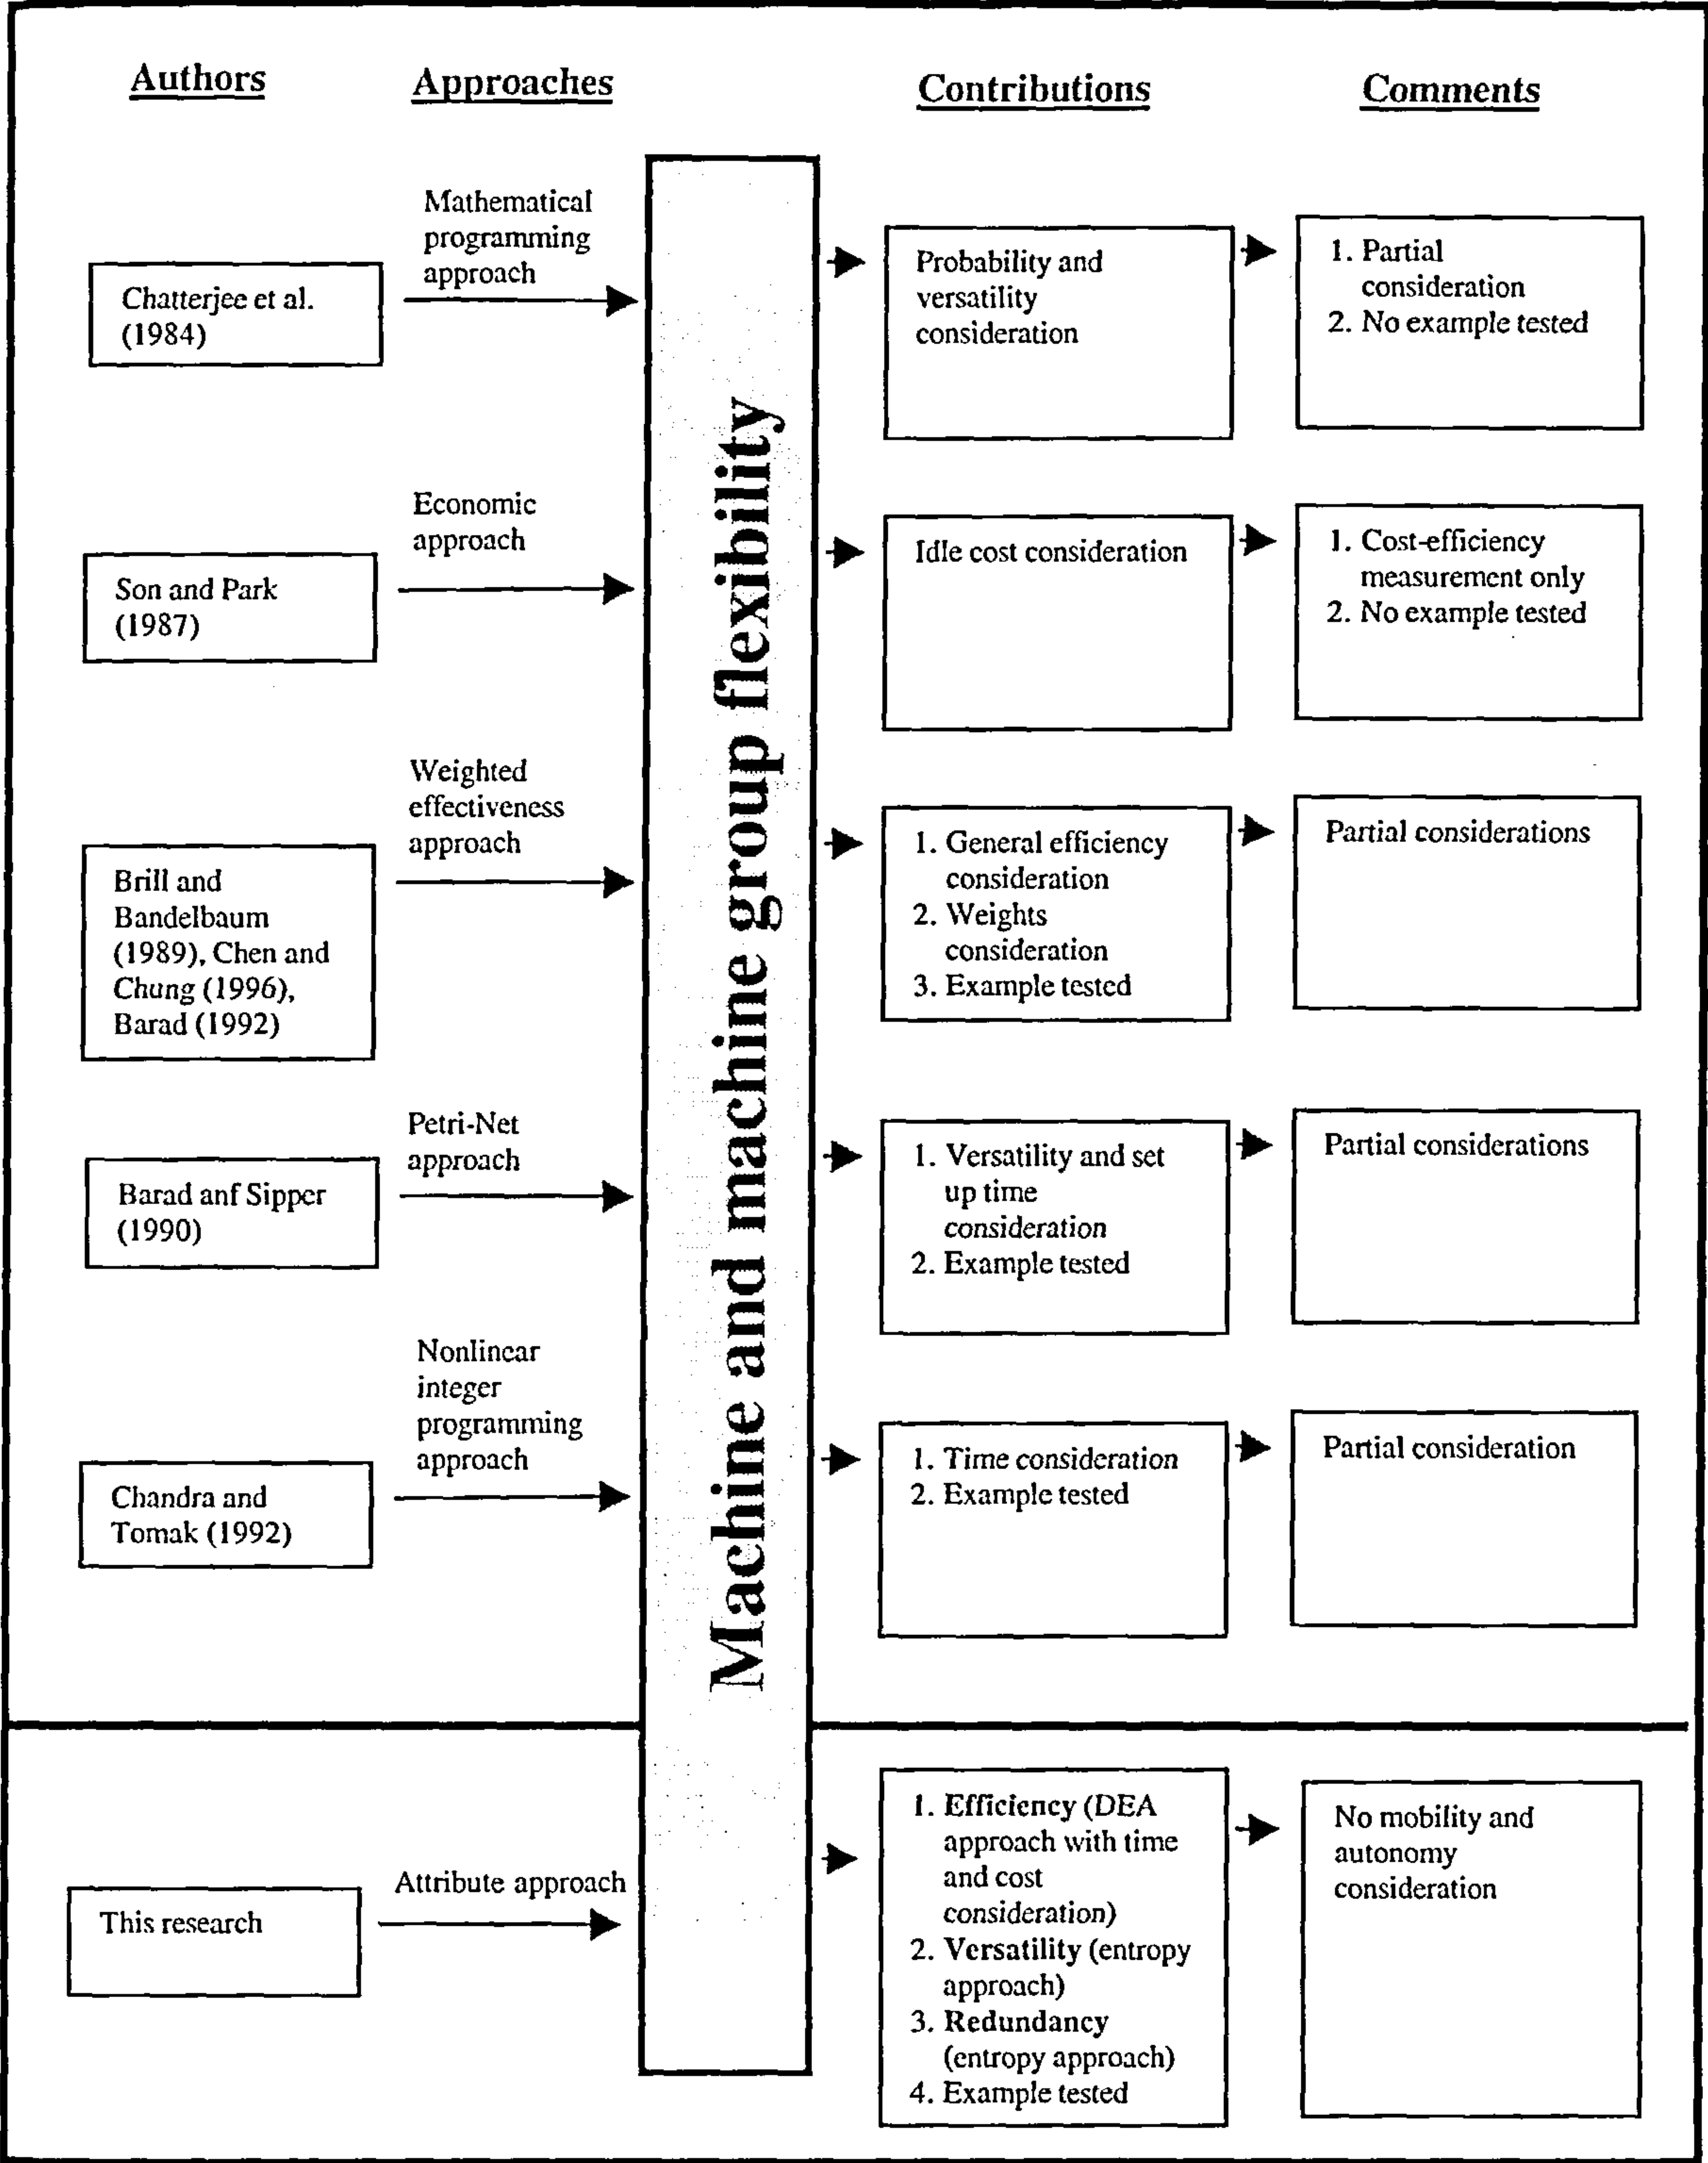 Authors
Approaches
Contributions
Comments
Chatterjee et al.
(1984)
Mathematical
programming
approach
Probability and
versatility
consideration
1. Partial
consideration
2. No example tested
Son and Park
(1987)
Economic
approach
Idle cost consideration
1. Cost-efficiency
measurement only
2. No example tested
Brill and
Bandelbaum
(1989), Chen and
Chung (1996),
Barad (1992)
Weighted
effectiveness
approach
1. General efficiency
consideration
2. Weights
consideration
3. Example tested
Partial considerations
Barad anf Sipper
(1990)
Petri-Net
approach
1. Versatility and set
up time
consideration
2. Example tested
Partial considerations
Chandra and
Tomak (1992)
Nonlinear
integer
programming
approach
1. Time consideration
2. Example tested
Partial consideration
Machine and machine group flexibility
This research
Attribute approach
1. Efficiency (DEA
approach with time
and cost
consideration)
2. Versatility (entropy
approach)
3. Redundancy
(entropy approach)
4. Example tested
No mobility and
autonomy
consideration